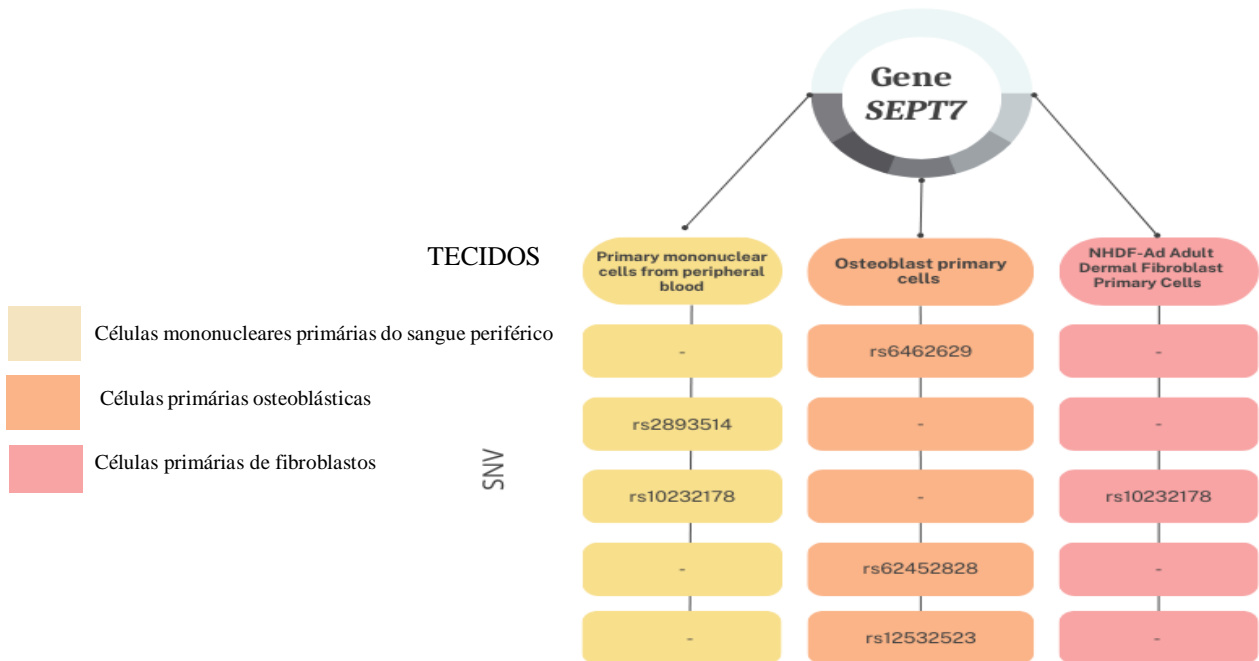 Gene
SEPT7
TECIDOS
Primary mononuclear
cells from peripheral
blood
Osteoblast primary
cells
NHDF-Ad Adult
Dermal Fibroblast
Primary Cells
Células mononucleares primárias do sangue periférico
Células primárias osteoblásticas
Células primárias de fibroblastos
SNV
-
rs6462629
-
rs2893514
-
-
rs10232178
-
rs10232178
-
rs62452828
-
-
rs12532523
-